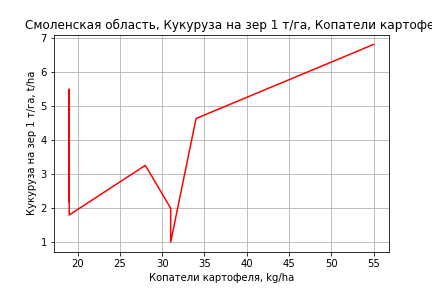 Смоленская область, Кукуруза на зер 1 т/га, Копатели картофе
7
6
5
4
3
2
1
Кукуруза на зер 1 т/га, t/ha
20 25 30 35 40 45 50 55
Копатели картофеля, kg/ha